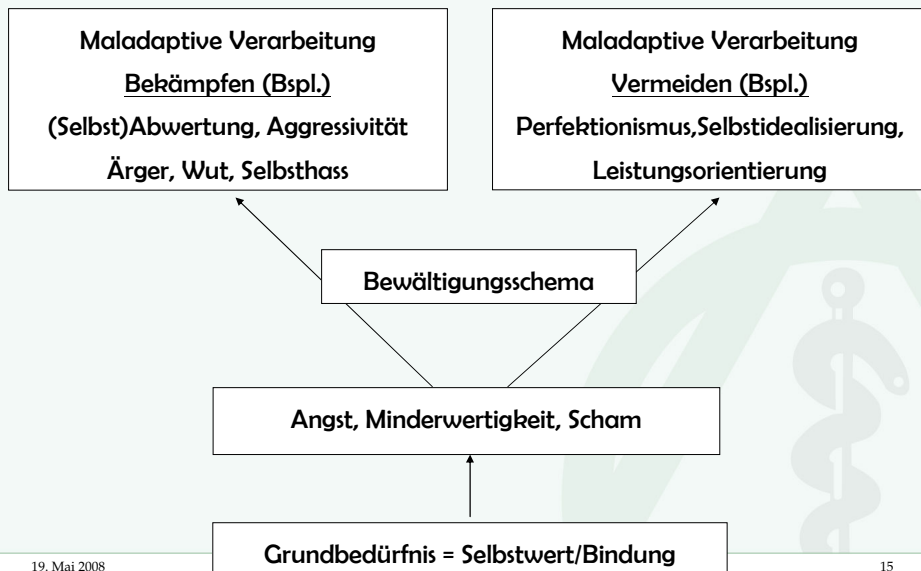 Maladaptive Verarbeitung
Bekämpfen (Bspl.)
(Selbst)Abwertung, Aggressivität
Ärger, Wut, Selbsthass
Maladaptive Verarbeitung
Vermeiden (Bspl.)
Perfektionismus,Selbstidealisierung,
Leistungsorientierung
Bewältigungsschema
Angst, Minderwertigkeit, Scham
Grundbedürfnis = Selbstwert/Bindung
19. Mai 2008
15